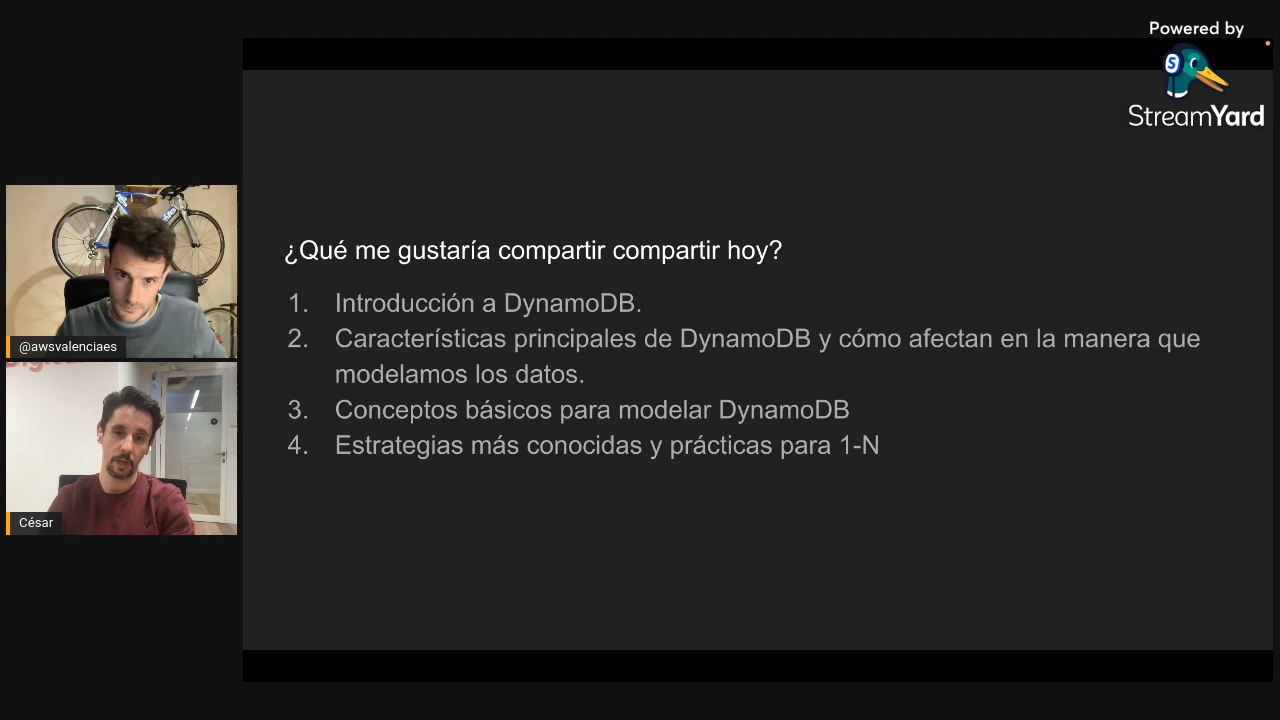 Powered by
StreamYard
¿Qué me gustaría compartir compartir hoy?
1. Introducción a DynamoDB.
2. Características principales de DynamoDB y cómo afectan en la manera que
modelamos los datos.
3. Conceptos básicos para modelar DynamoDB
4. Estrategias más conocidas y prácticas para 1-N
@awsvalenciaes
César